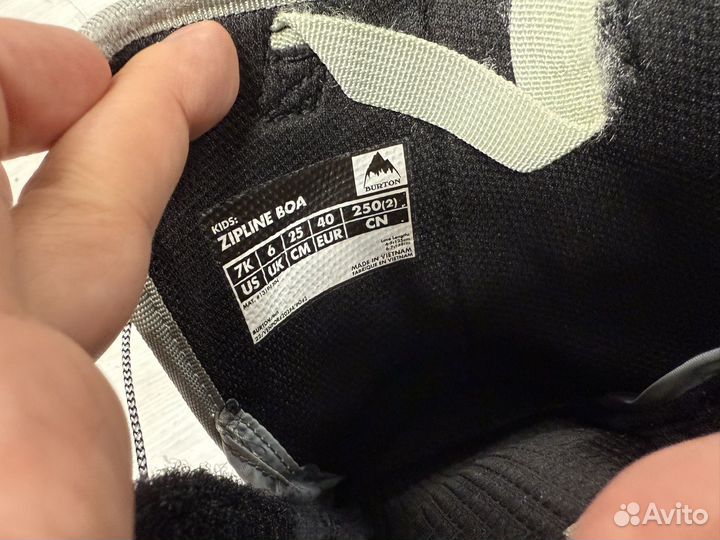 KIDS:
ZIPLINE BOA
BURTON
7K 6 25 40 250(2)
US UK CM EUR CN
MADE IN VIETNAM
FABRIQUE EN VIETNAM
Avito